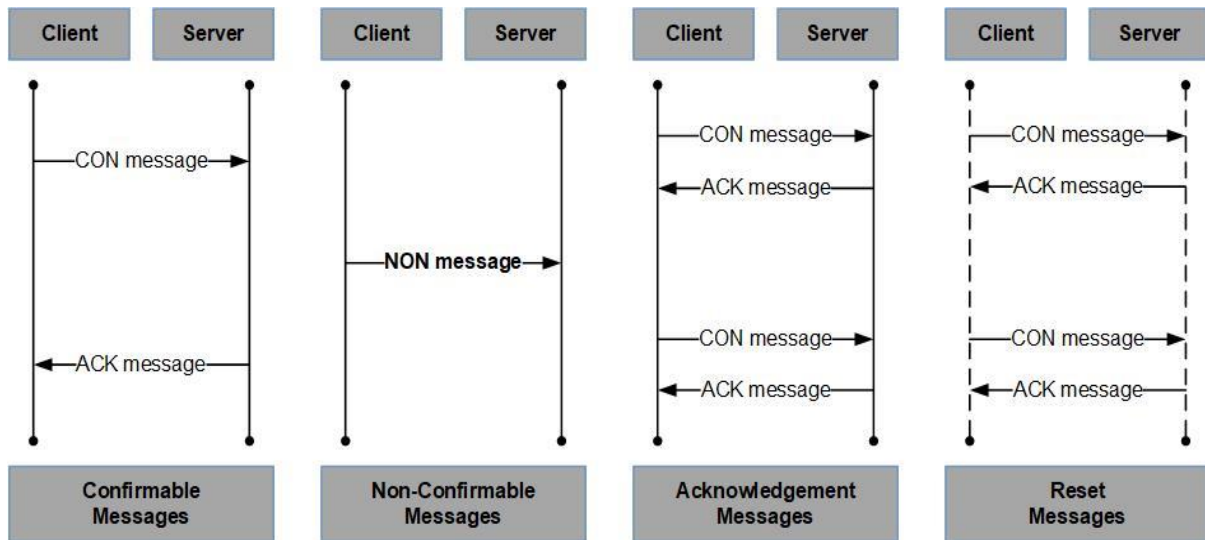 Client Server Client Server Client Server Client Server
CON message CON message
CON message
ACK message ACK message
NON message
CON message CON message
ACK message
ACK message ACK message
Confirmable Non-Confirmable Acknowledgement Reset
Messages Messages Messages Messages